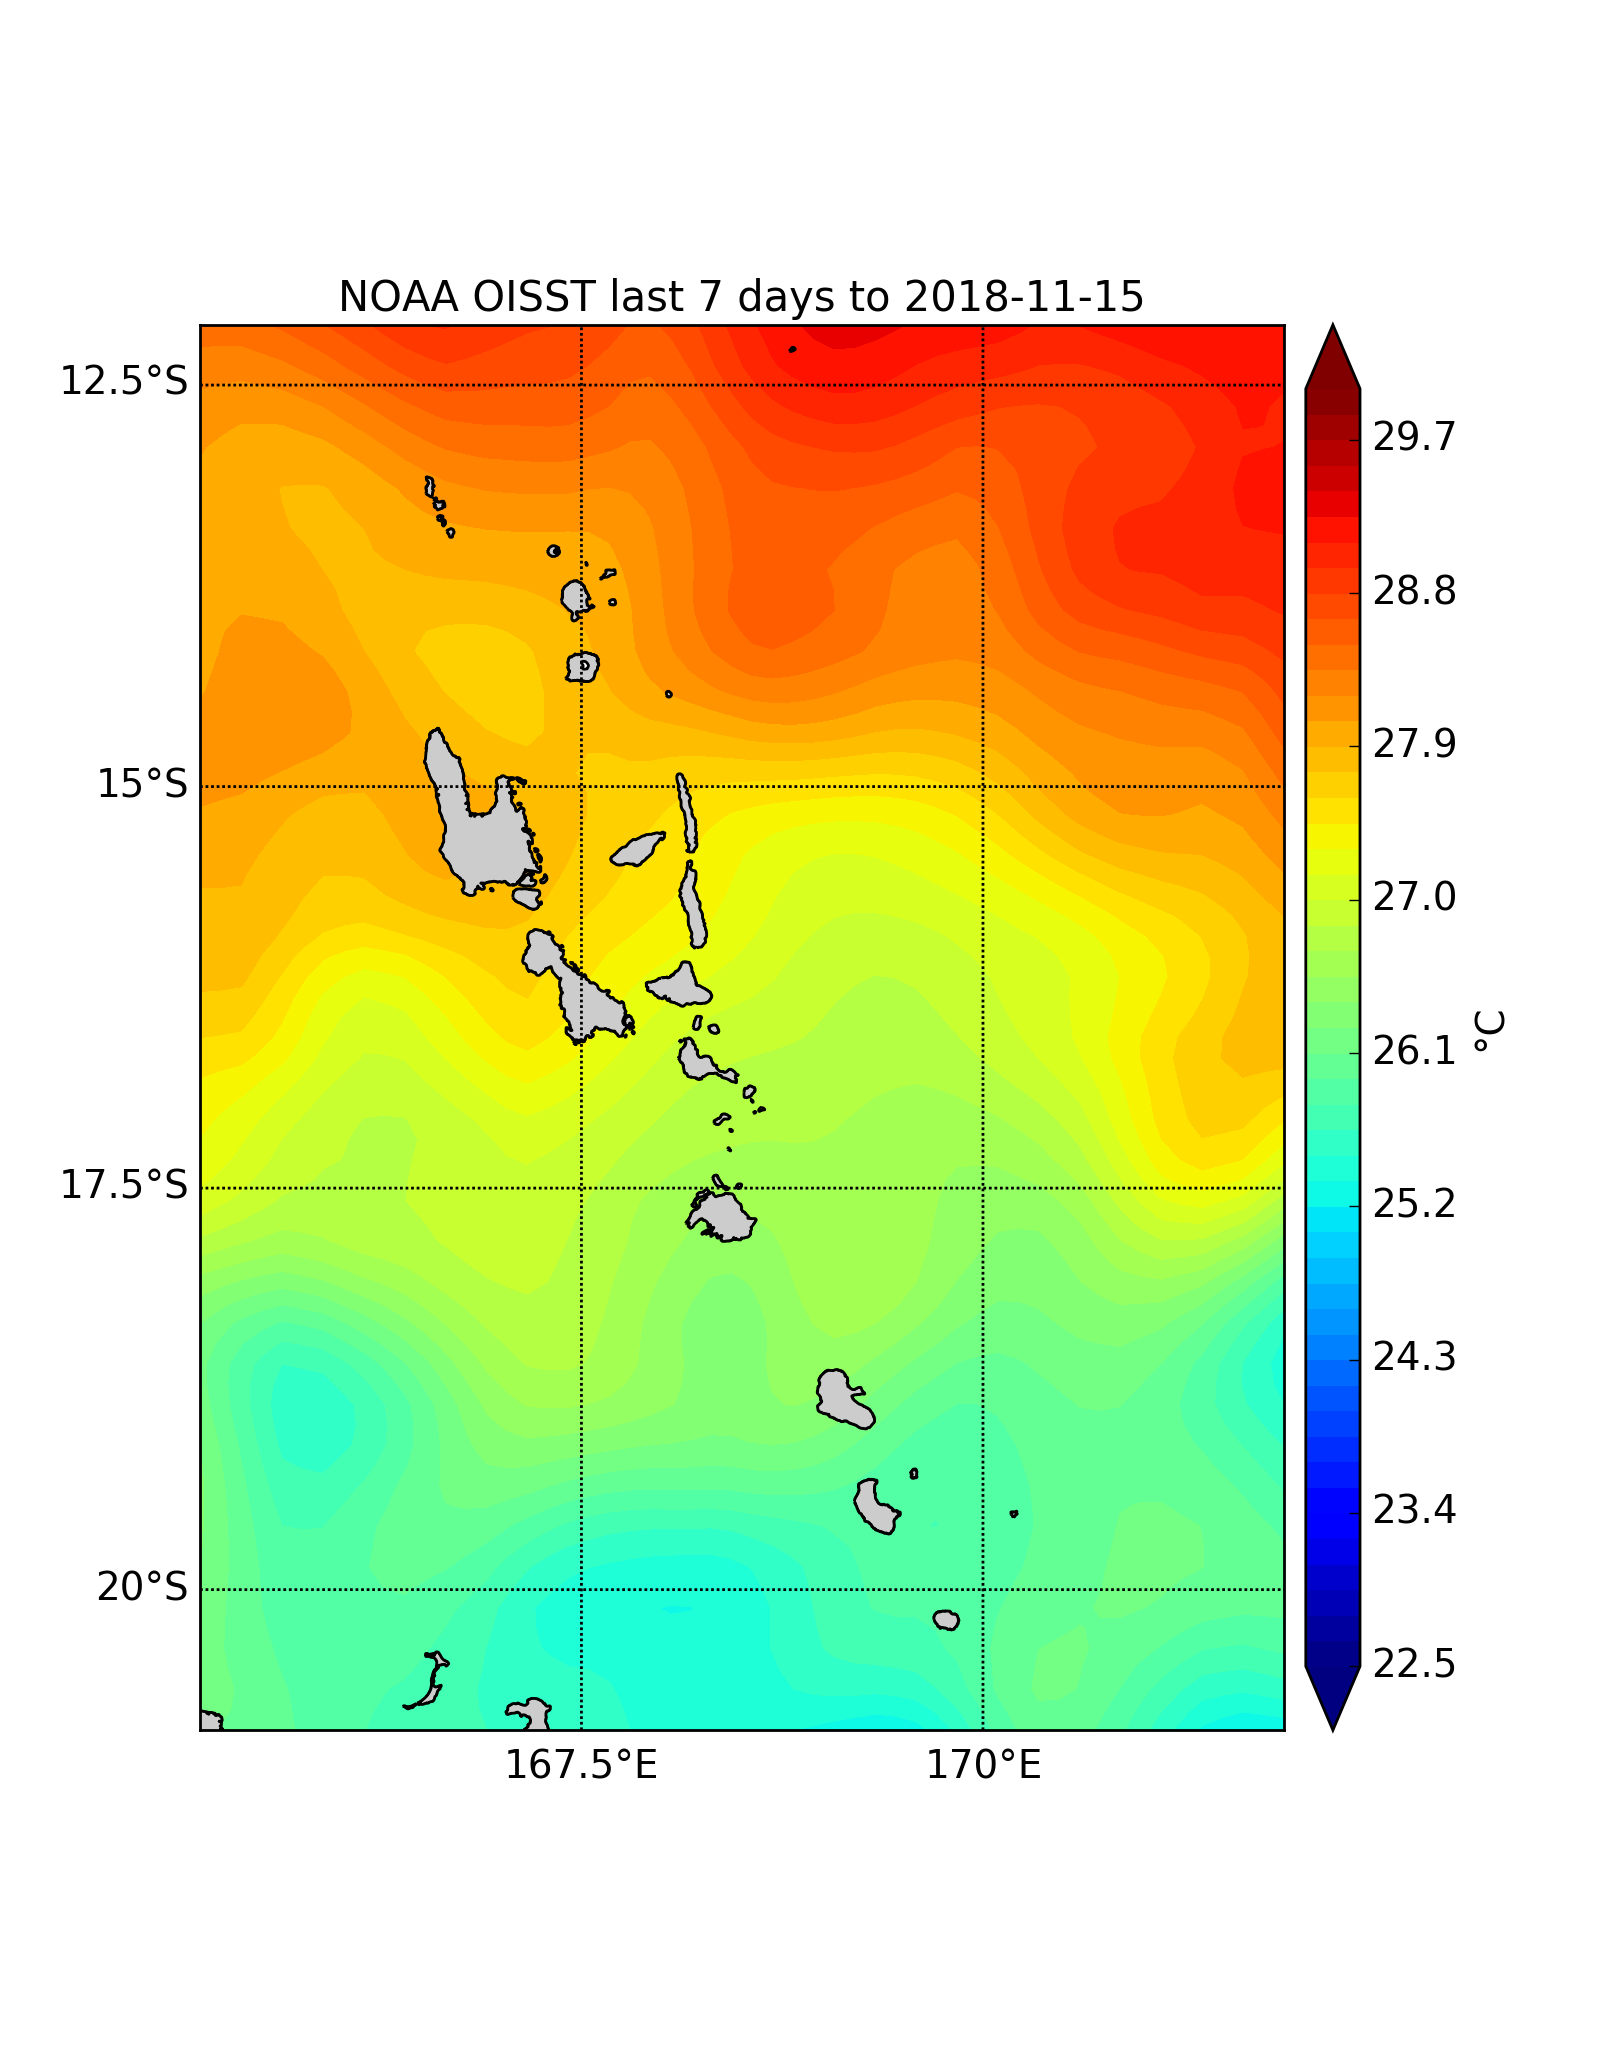 NOAA OISST last 7 days to 2018-11-15
12.5°S
15°S
17.5°S
20°S
167.5°E
170°E
29.7
28.8
27.9
27.0
26.1
25.2
24.3
23.4
22.5
°C